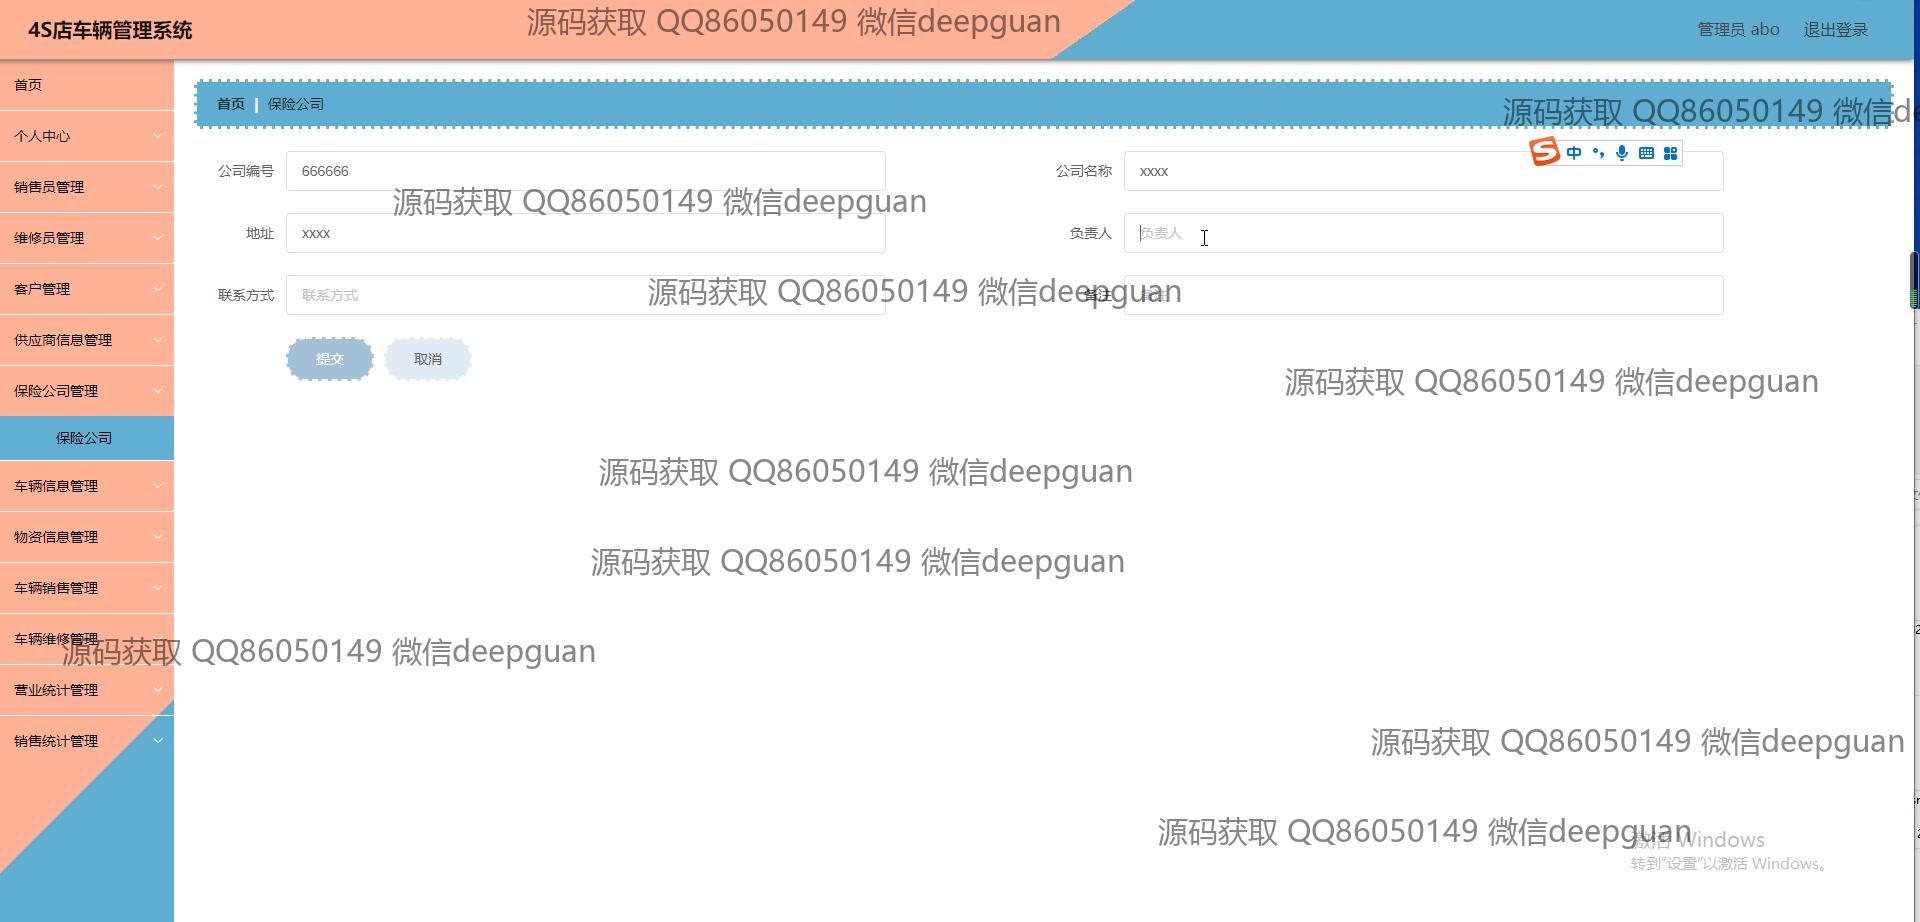 4S店车辆管理系统
源码获取 QQ86050149 微信deepguan
管理员 abo 退出登录
首页
首页 | 保险公司
源码获取 QQ86050149 微信de
个人中心
中
公司编号 666666
公司名称 xxxx
销售员管理
源码获取 QQ86050149 微信deepguan
地址 xxxx
负责人 负责人
维修员管理
客户管理
联系方式 联系方式
源码获取 QQ86050149 微信deepguan
备注
供应商信息管理
提交 取消
保险公司管理
源码获取 QQ86050149 微信deepguan
保险公司
车辆信息管理
源码获取 QQ86050149 微信deepguan
物资信息管理
源码获取 QQ86050149 微信deepguan
车辆销售管理
车辆维修管理
源码获取 QQ86050149 微信deepguan
营业统计管理
销售统计管理
源码获取 QQ86050149 微信deepguan
源码获取 QQ86050149 微信deepguan
激活 Windows
转到"设置"以激活 Windows。